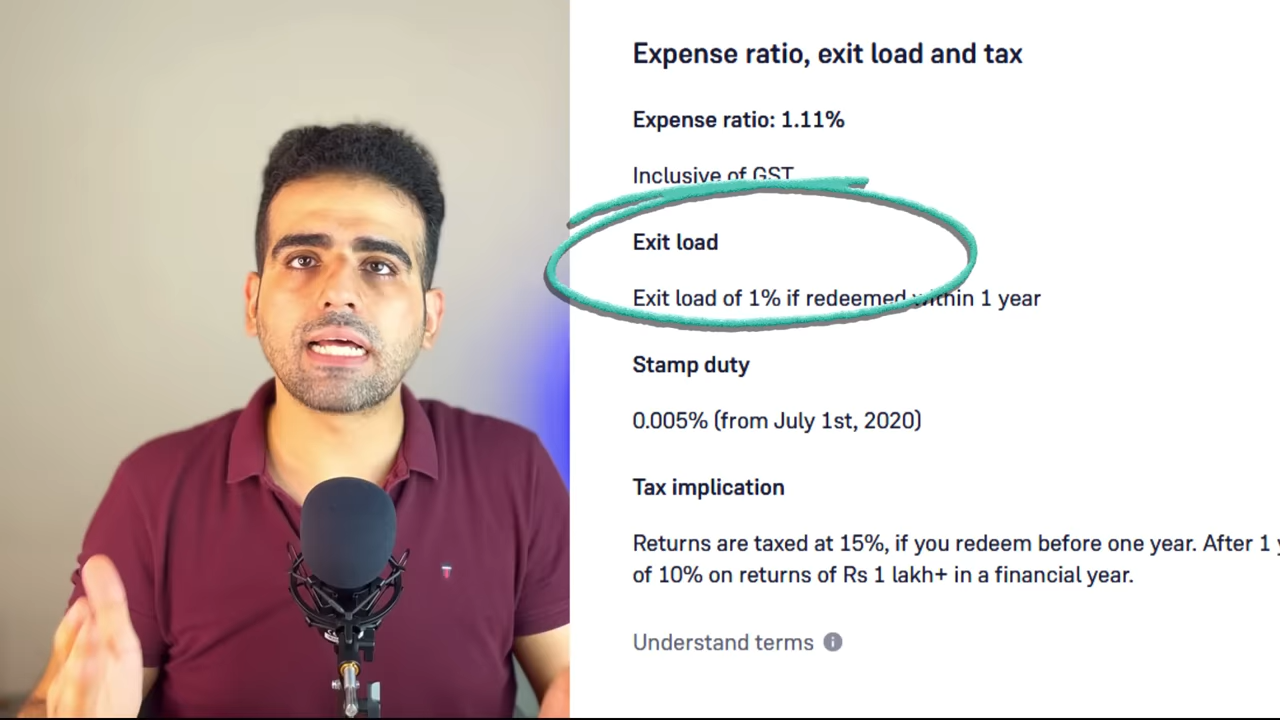 Expense ratio, exit load and tax
Expense ratio: 1.11%
Inclusive of GST
Exit load
Exit load of 1% if redeemed within 1 year
Stamp duty
0.005% (from July 1st, 2020)
Tax implication
Returns are taxed at 15%, if you redeem before one year. After 1 y
of 10% on returns of Rs 1 lakh+ in a financial year.
Understand terms